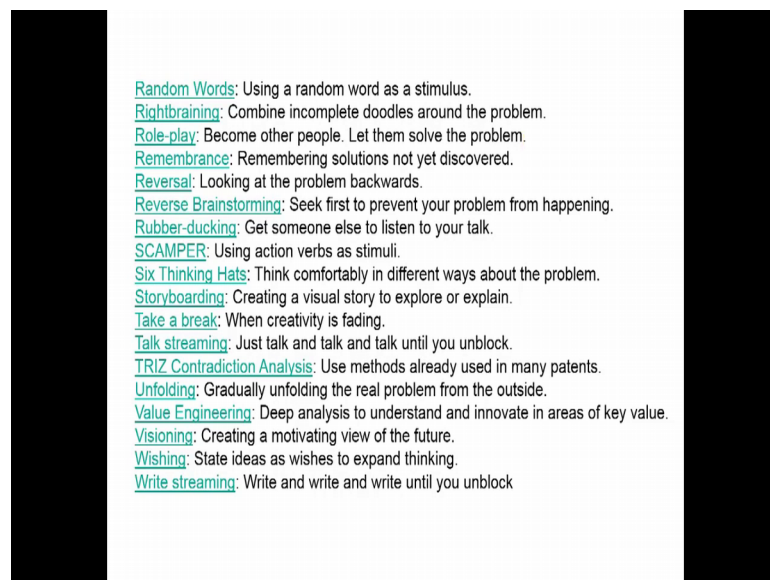 Random Words: Using a random word as a stimulus.
Rightbraining: Combine incomplete doodles around the problem.
Role-play: Become other people. Let them solve the problem.
Remembrance: Remembering solutions not yet discovered.
Reversal: Looking at the problem backwards.
Reverse Brainstorming: Seek first to prevent your problem from happening.
Rubber-ducking: Get someone else to listen to your talk.
SCAMPER: Using action verbs as stimuli.
Six Thinking Hats: Think comfortably in different ways about the problem.
Storyboarding: Creating a visual story to explore or explain.
Take a break: When creativity is fading.
Talk streaming: Just talk and talk and talk until you unblock.
TRIZ Contradiction Analysis: Use methods already used in many patents.
Unfolding: Gradually unfolding the real problem from the outside.
Value Engineering: Deep analysis to understand and innovate in areas of key value.
Visioning: Creating a motivating view of the future.
Wishing: State ideas as wishes to expand thinking.
Write streaming: Write and write and write until you unblock